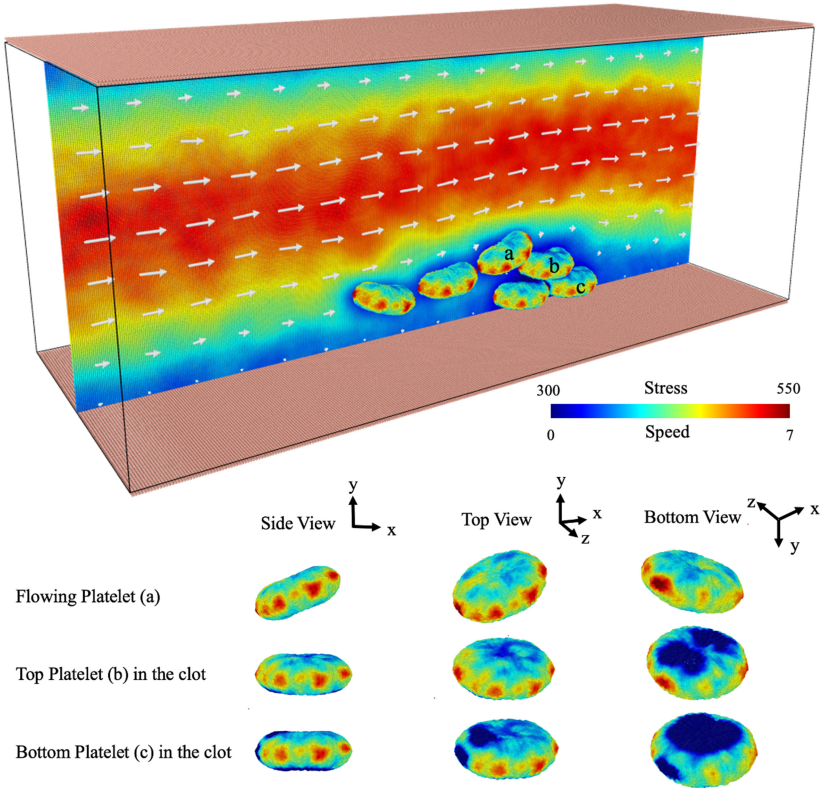 a
b
c
300 Stress 550
0 Speed 7
y
x
Side View
y
x
z
Top View
z
x
y
Bottom View
Flowing Platelet (a)
Top Platelet (b) in the clot
Bottom Platelet (c) in the clot